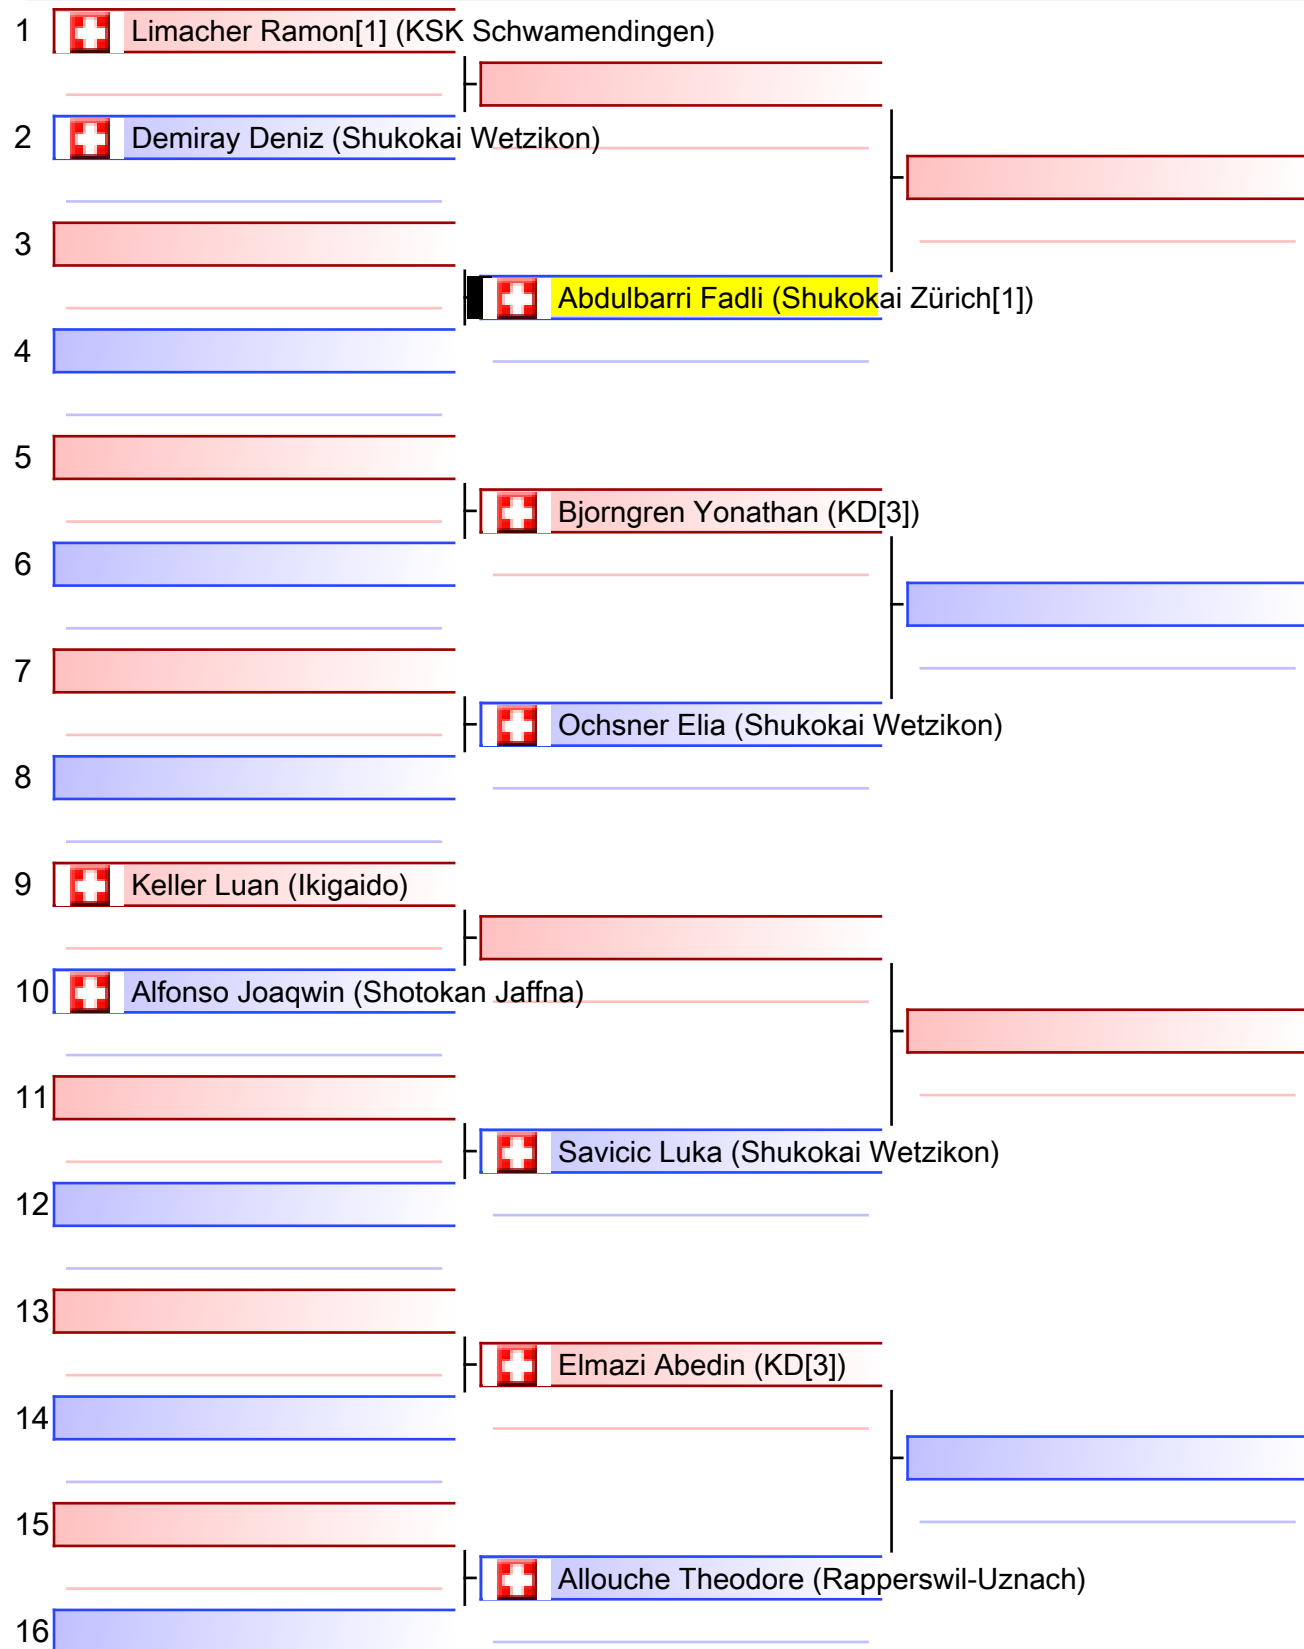 1 Limacher Ramon[1] (KSK Schwamendingen)
2 Demiray Deniz (Shukokai Wetzikon)
3
Abdulbarri Fadli (Shukokai Zürich[1])
4
5
Bjorngren Yonathan (KD[3])
6
7
Ochsner Elia (Shukokai Wetzikon)
8
9 Keller Luan (Ikigaido)
10 Alfonso Joaqwin (Shotokan Jaffna)
11
Savicic Luka (Shukokai Wetzikon)
12
13
Elmazi Abedin (KD[3])
14
15
Allouche Theodore (Rapperswil-Uznach)
16